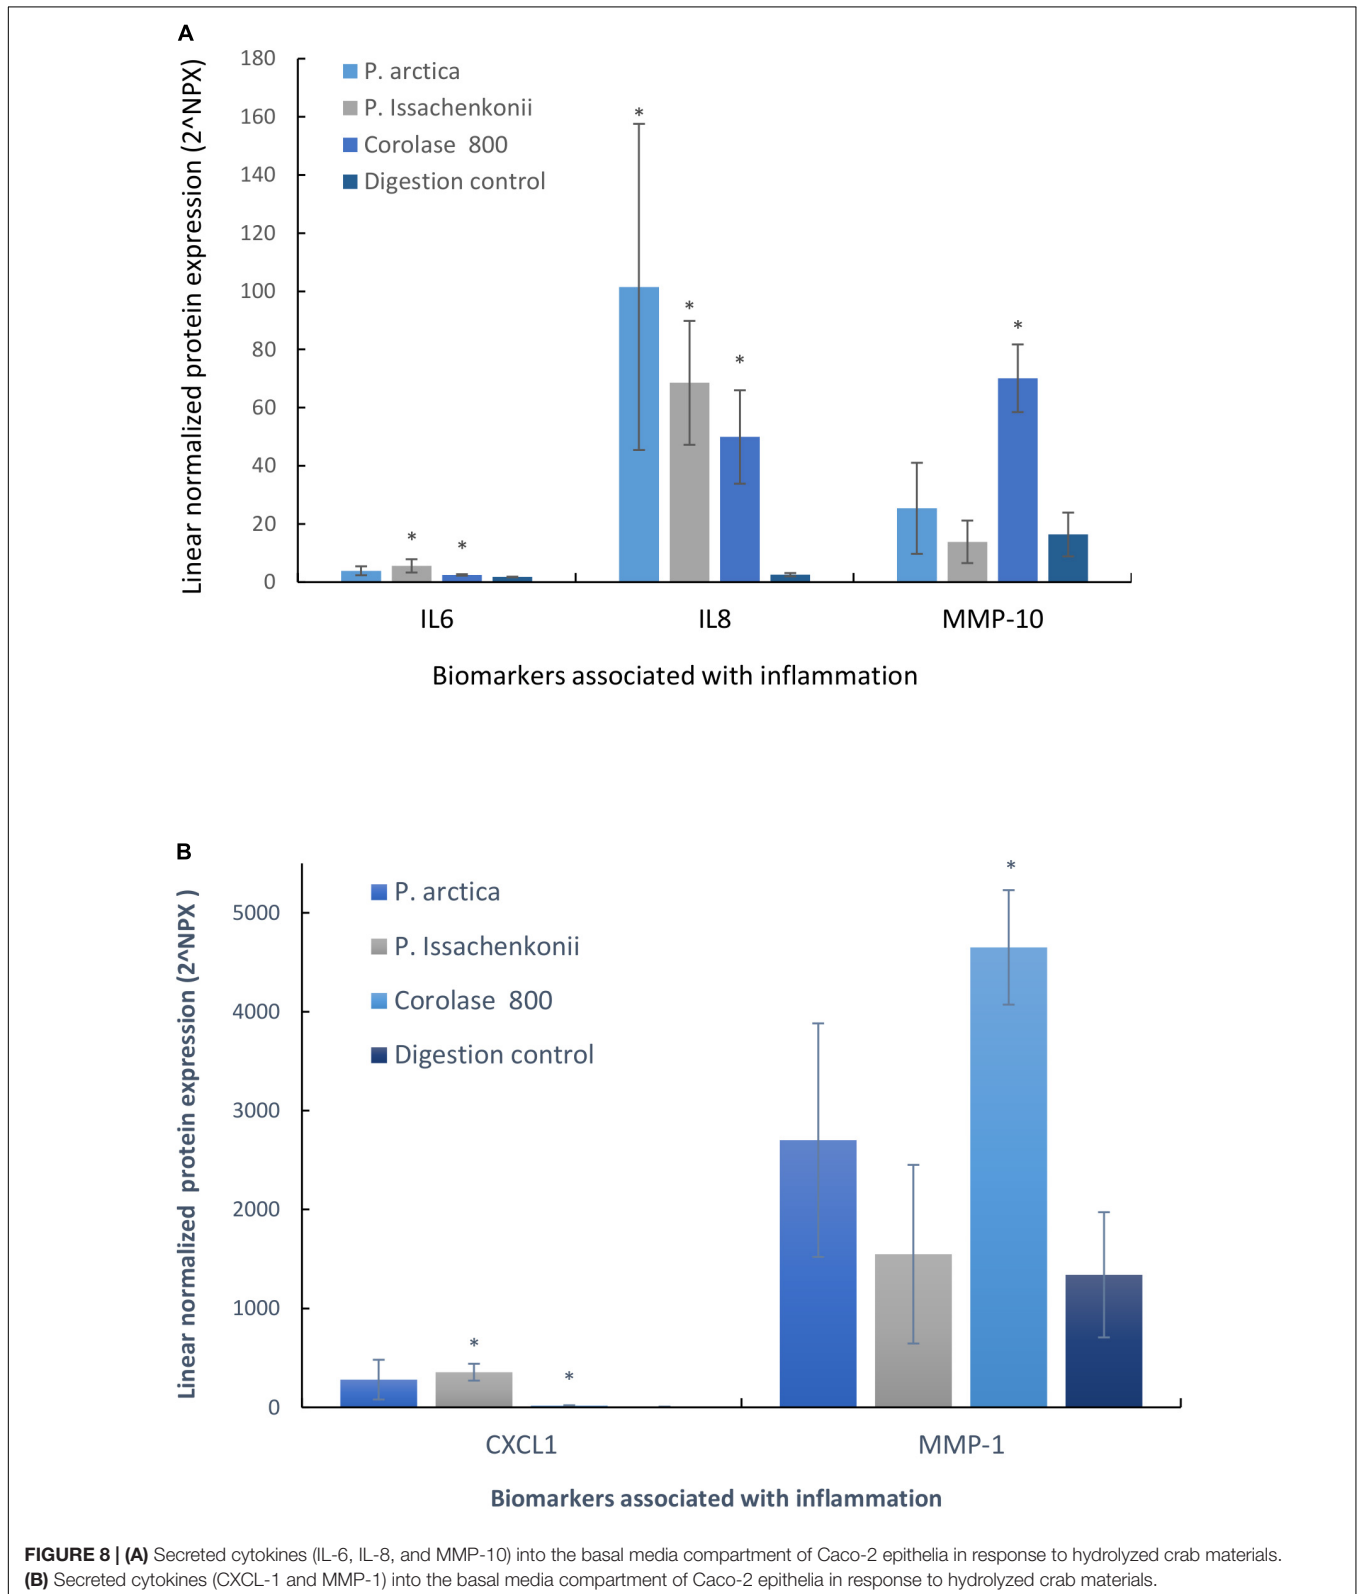 A
Linear normalized protein expression (2^NPX)
180
160
140
120
100
80
60
40
20
0
P. arctica
P. Issachenkonii
Corolase 800
Digestion control
*
*
*
*
*
*
IL6
IL8
MMP-10
Biomarkers associated with inflammation
B
Linear normalized protein expression (2^NPX )
5000
4000
3000
2000
1000
0
P. arctica
P. Issachenkonii
Corolase 800
Digestion control
*
*
*
CXCL1
MMP-1
Biomarkers associated with inflammation
FIGURE 8 | (A) Secreted cytokines (IL-6, IL-8, and MMP-10) into the basal media compartment of Caco-2 epithelia in response to hydrolyzed crab materials.
(B) Secreted cytokines (CXCL-1 and MMP-1) into the basal media compartment of Caco-2 epithelia in response to hydrolyzed crab materials.